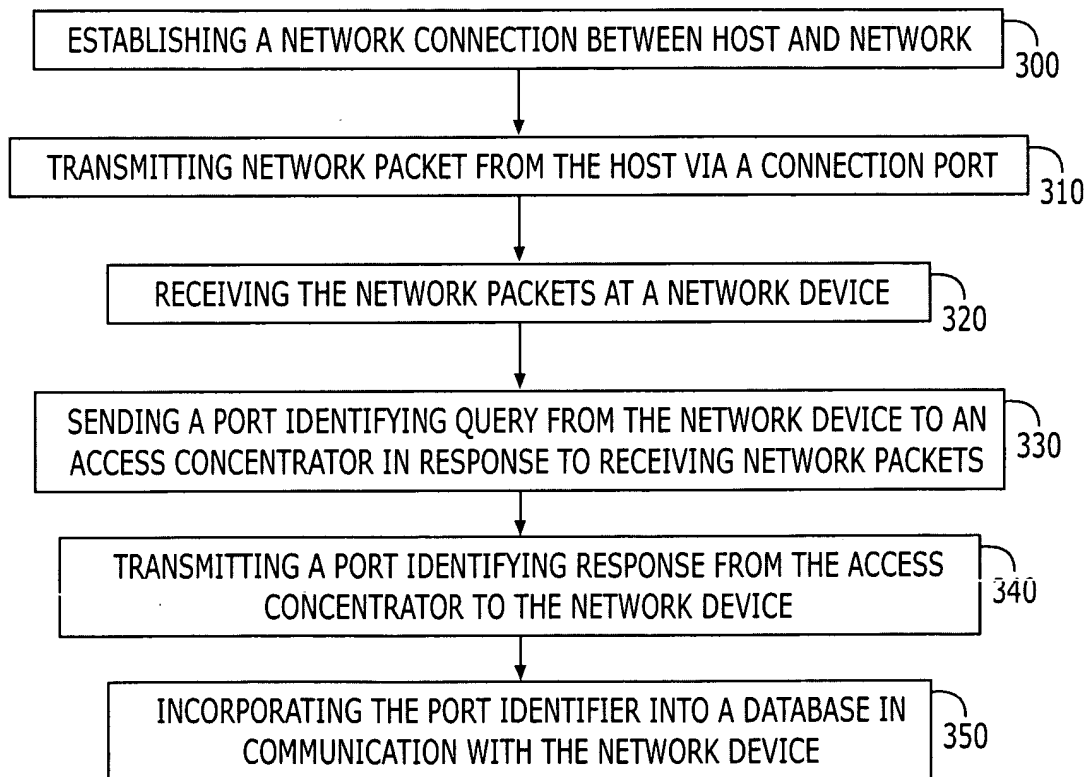 ESTABLISHING A NETWORK CONNECTION BETWEEN HOST AND NETWORK
300
TRANSMITTING NETWORK PACKET FROM THE HOST VIA A CONNECTION PORT
310
RECEIVING THE NETWORK PACKETS AT A NETWORK DEVICE
320
SENDING A PORT IDENTIFYING QUERY FROM THE NETWORK DEVICE TO AN
ACCESS CONCENTRATOR IN RESPONSE TO RECEIVING NETWORK PACKETS
330
TRANSMITTING A PORT IDENTIFYING RESPONSE FROM THE ACCESS
CONCENTRATOR TO THE NETWORK DEVICE
340
INCORPORATING THE PORT IDENTIFIER INTO A DATABASE IN
COMMUNICATION WITH THE NETWORK DEVICE
350